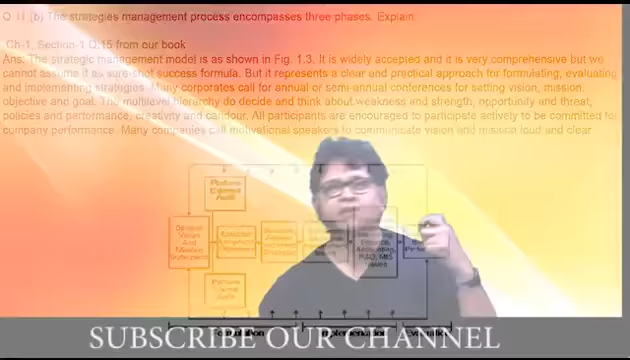 Q.11 (b) The strategies management process encompasses three phases. Explain.
Ch-1, Section-1 Q.15 from our book
Ans: The strategic management model is as shown in Fig. 1.3. It is widely accepted and it is very comprehensive but we
cannot assume it as sure-shot success formula. But it represents a clear and practical approach for formulating, evaluating
and implementing strategies. Many corporates call for annual or semi-annual conferences for setting vision, mission,
objective and goal. The multilevel hierarchy do decide and think about weakness and strength, opportunity and threat,
policies and performance, creativity and candour. All participants are encouraged to participate actively to be committed for
company performance. Many companies call motivational speakers to communicate vision and mission loud and clear
Perform
External
Audit
Develop
Vision
And
Mission
Statements
Perform
Internal
Audit
Formulation
Implementation
Evaluation
SUBSCRIBE OUR CHANNEL